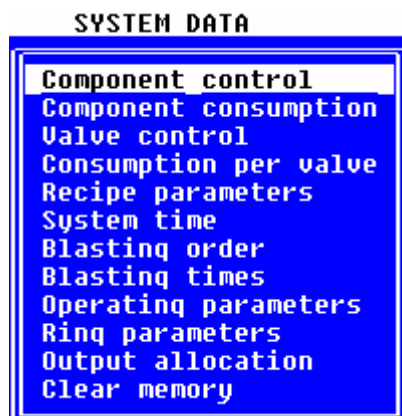 SYSTEM DATA
Component control
Component consumption
Valve control
Consumption per valve
Recipe parameters
System time
Blasting order
Blasting times
Operating parameters
Ring parameters
Output allocation
Clear memory